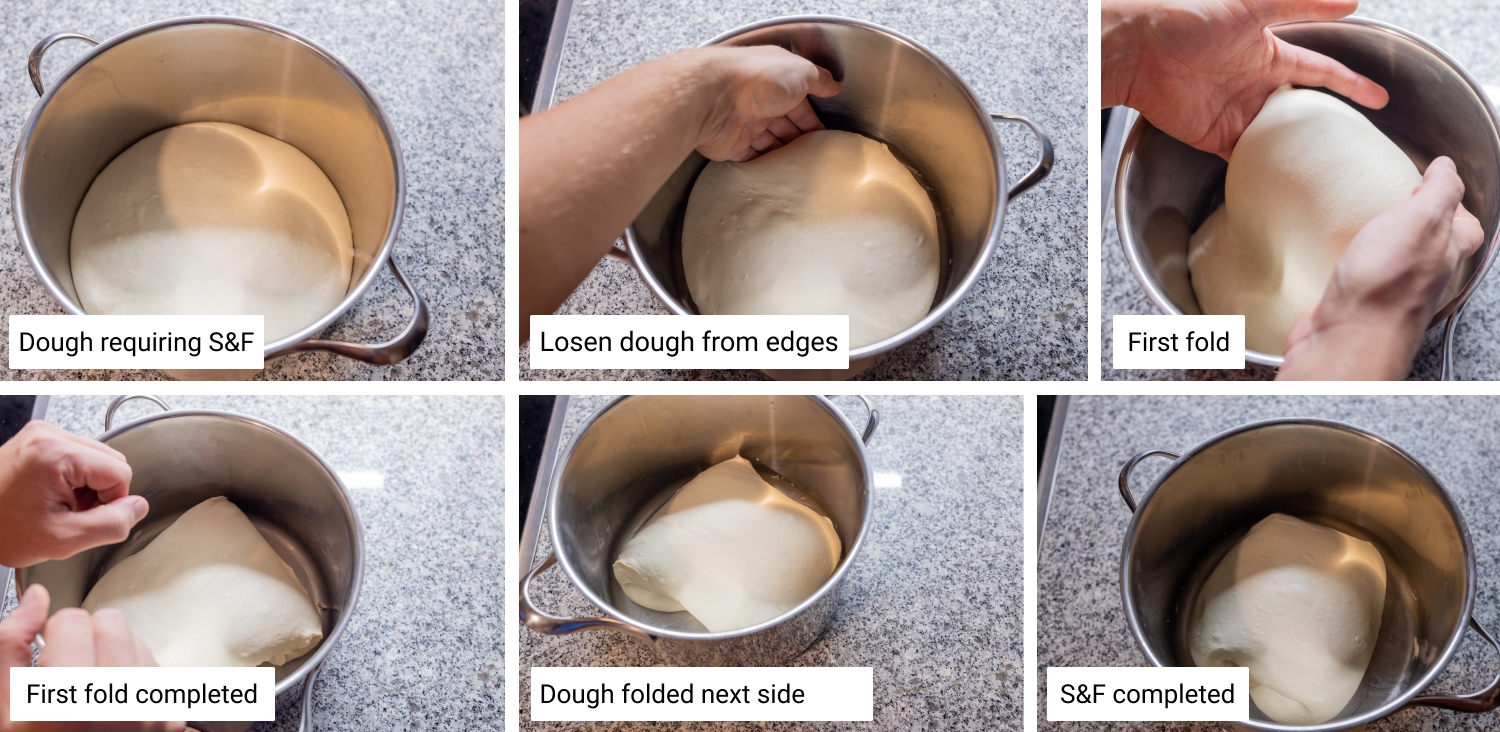 Dough requiring S&F
Losen dough from edges
First fold
First fold completed
Dough folded next side
S&F completed